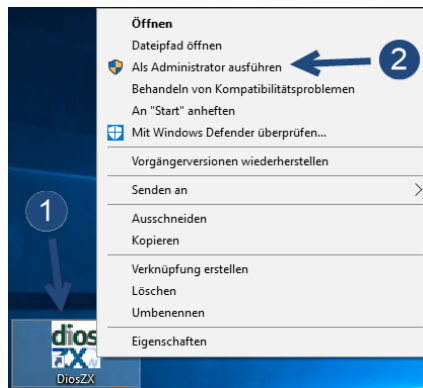 Öffnen
Dateipfad öffnen
Als Administrator ausführen
2
Behandeln von Kompatibilitätsproblemen
An "Start" anheften
Mit Windows Defender überprüfen...
Vorgängerversionen wiederherstellen
Senden an
1
Ausschneiden
Kopieren
Verknüpfung erstellen
Löschen
Umbenennen
Eigenschaften
dios
ZX
DiosZX